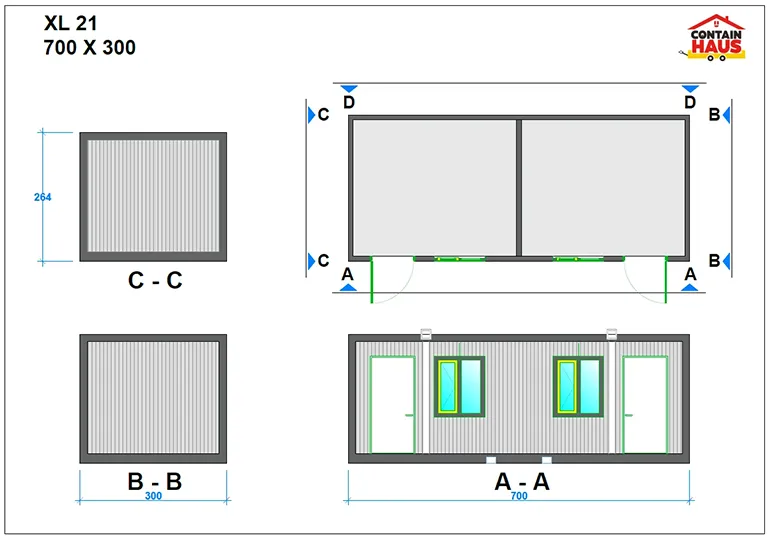 XL 21
700 X 300
CONTAIN
HAUS
D
D
C
B
264
C
B
A
A
C - C
B - B
300
A - A
700